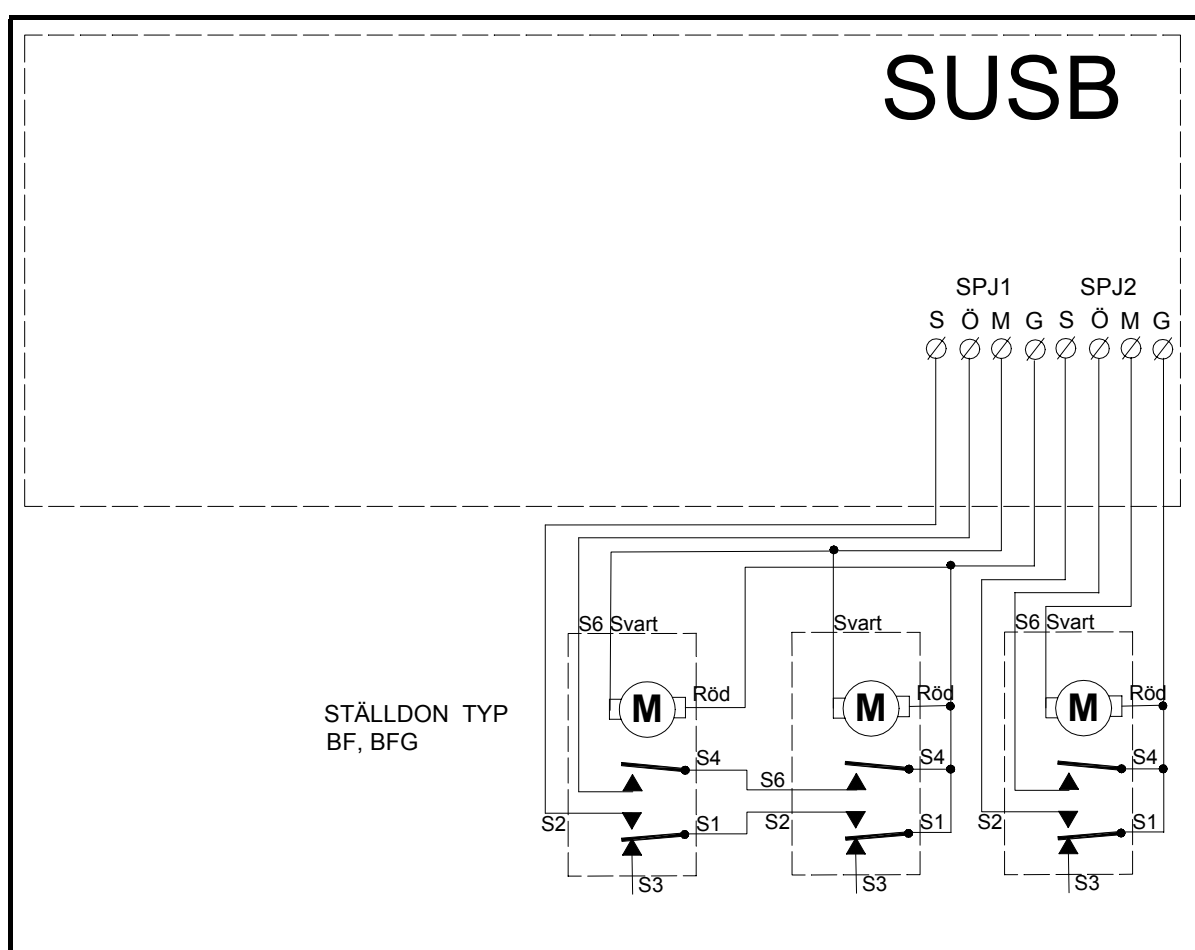 SUSB
SPJ1 SPJ2
S Ö M G S Ö M G
S6 Svart Svart S6 Svart
M Röd M Röd M Röd
STÄLLDON TYP
BF, BFG
S4 S6 S4 S4
S2 S1 S2 S1 S2 S1
S3 S3 S3